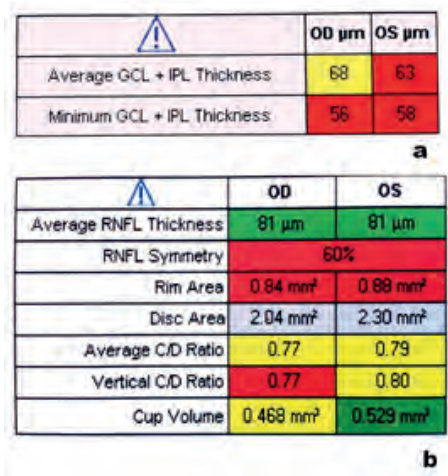 OD µm OS µm
Average GCL + IPL Thickness 68 63
Minimum GCL + IPL Thickness 56 58
a
OD OS
Average RNFL Thickness 81 µm 81 µm
RNFL Symmetry 60%
Rim Area 0.84 mm² 0.88 mm²
Disc Area 2.04 mm² 2.30 mm²
Average C/D Ratio 0.77 0.79
Vertical C/D Ratio 0.77 0.80
Cup Volume 0.468 mm³ 0.529 mm³
b